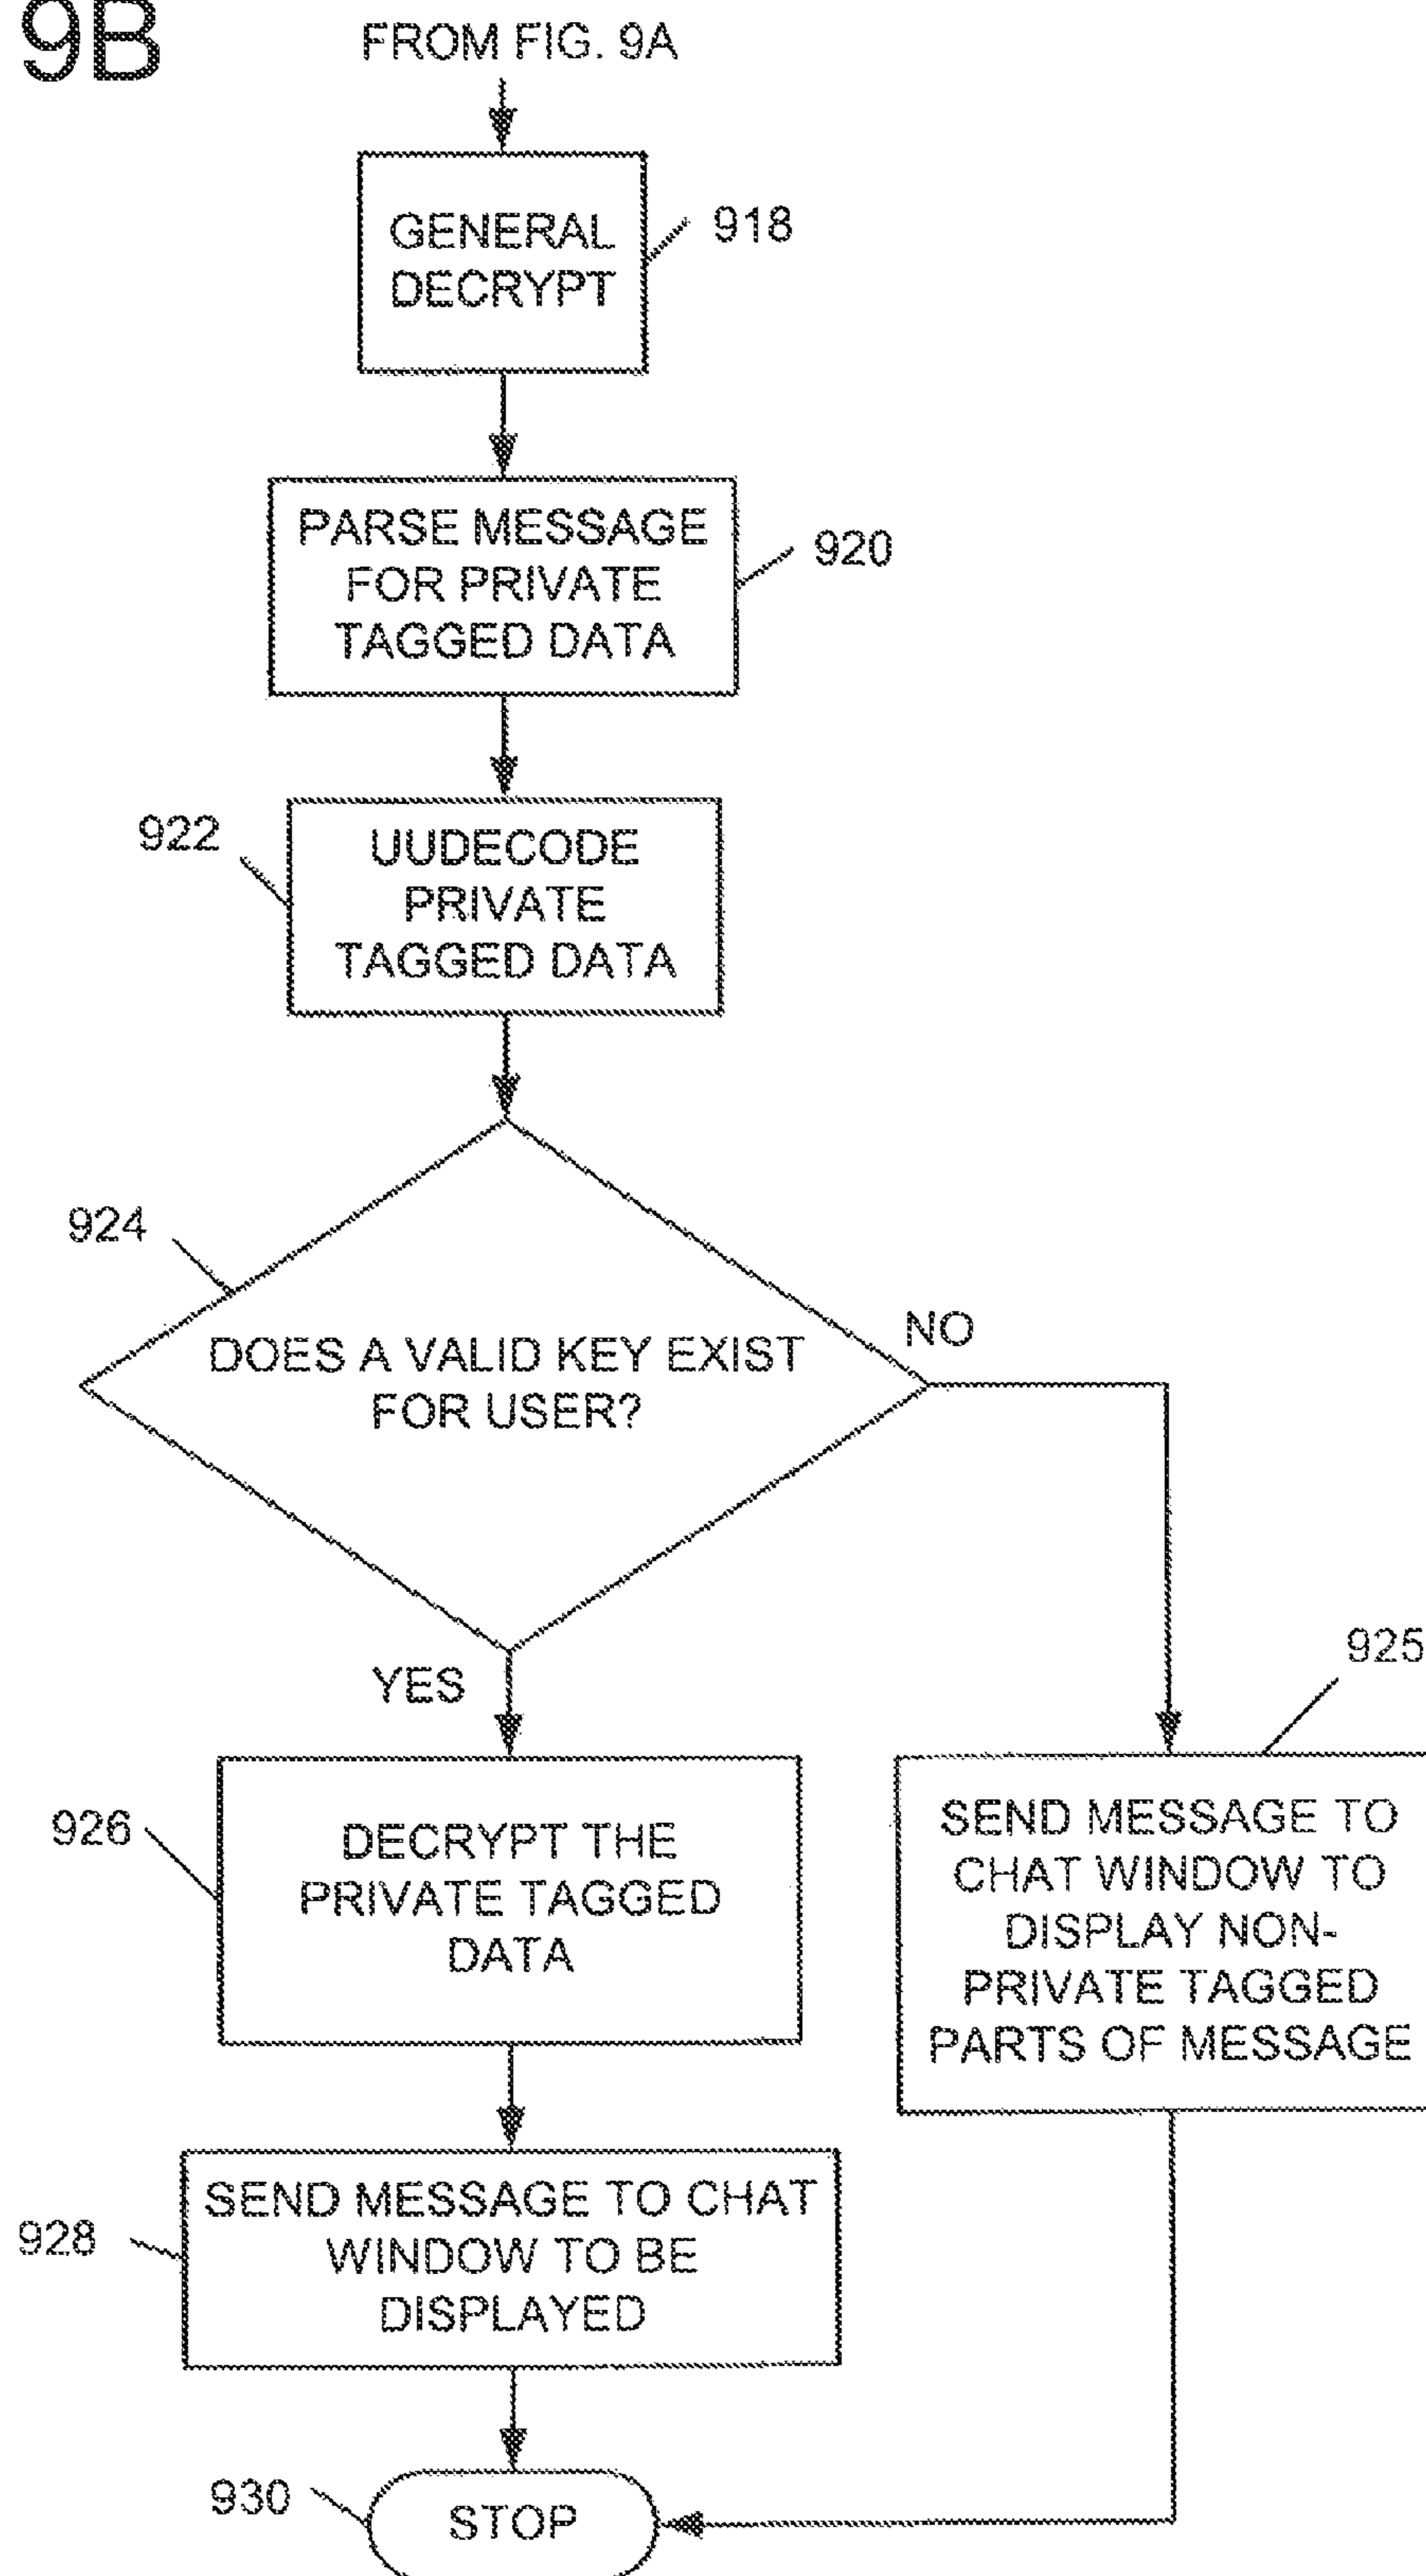 9B
FROM FIG. 9A
GENERAL
DECRYPT
918
PARSE MESSAGE
FOR PRIVATE
TAGGED DATA
920
922
UUDECODE
PRIVATE
TAGGED DATA
924
DOES A VALID KEY EXIST
FOR USER?
NO
YES
925
926
DECRYPT THE
PRIVATE TAGGED
DATA
SEND MESSAGE TO
CHAT WINDOW TO
DISPLAY NON-
PRIVATE TAGGED
PARTS OF MESSAGE
928
SEND MESSAGE TO CHAT
WINDOW TO BE
DISPLAYED
930
STOP